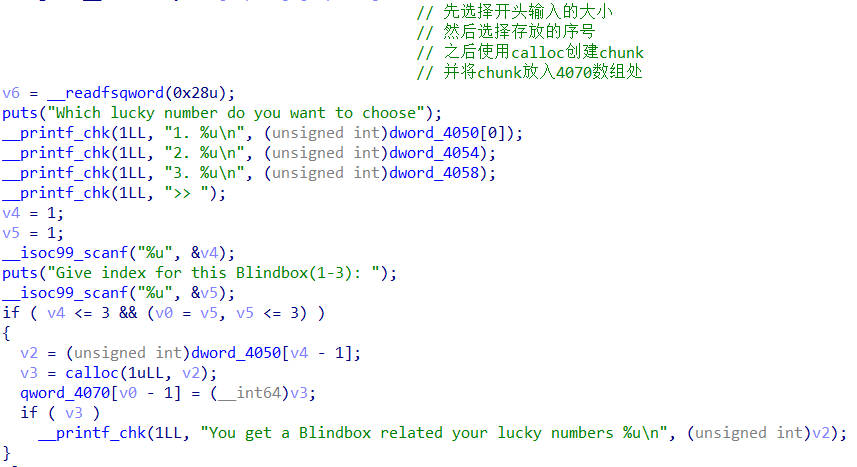 // 先选择开头输入的大小
// 然后选择存放的序号
// 之后使用calloc创建chunk
// 并将chunk放入4070数组处
v6 = __readfsqword(0x28u);
puts("Which lucky number do you want to choose");
__printf_chk(1LL, "1. %u\n", (unsigned int)dword_4050[0]);
__printf_chk(1LL, "2. %u\n", (unsigned int)dword_4054);
__printf_chk(1LL, "3. %u\n", (unsigned int)dword_4058);
__printf_chk(1LL, ">> ");
v4 = 1;
v5 = 1;
__isoc99_scanf("%u", &v4);
puts("Give index for this Blindbox(1-3): ");
__isoc99_scanf("%u", &v5);
if ( v4 <= 3 && (v0 = v5, v5 <= 3) )
{
  v2 = (unsigned int)dword_4050[v4 - 1];
  v3 = calloc(1uLL, v2);
  qword_4070[v0 - 1] = (__int64)v3;
  if ( v3 )
    __printf_chk(1LL, "You get a Blindbox related your lucky numbers %u\n", (unsigned int)v2);
}